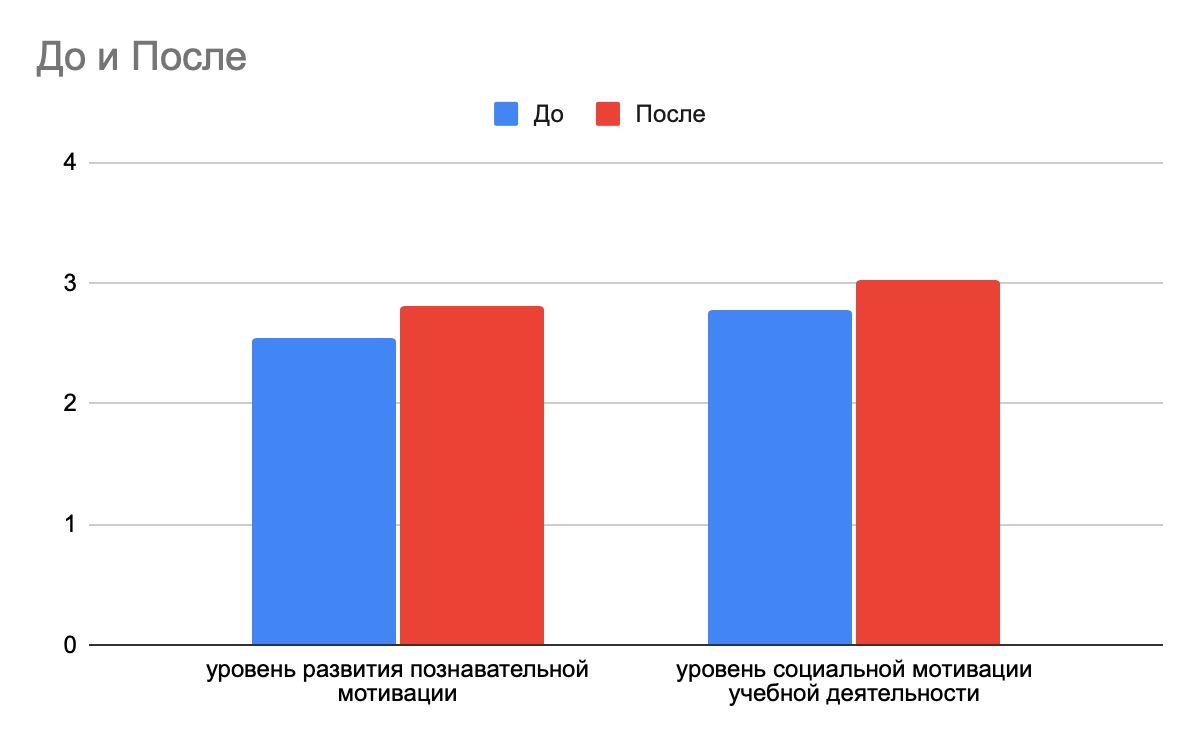 До и После
До
После
4
3
2
1
0
уровень развития познавательной
мотивации
уровень социальной мотивации
учебной деятельности